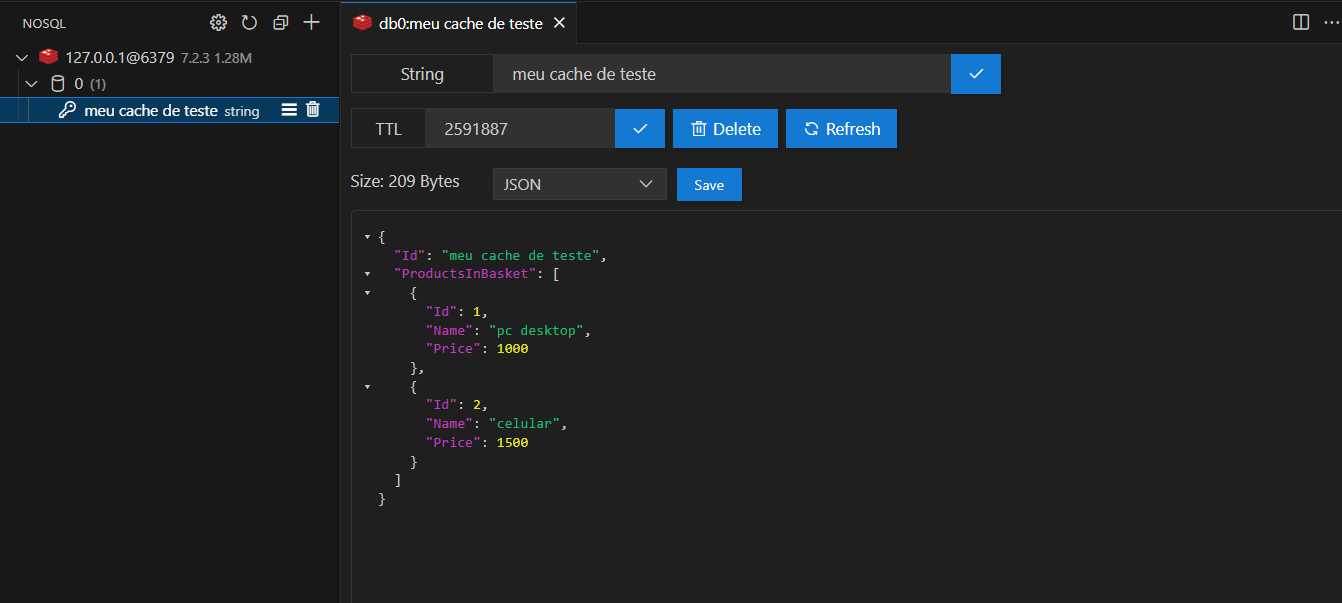 NOSQL
127.0.0.1@6379 7.2.3 1.28M
0 (1)
meu cache de teste string
db0:meu cache de teste
String meu cache de teste
TTL 2591887 Delete Refresh
Size: 209 Bytes JSON Save
{
"Id": "meu cache de teste",
"ProductsInBasket": [
{
"Id": 1,
"Name": "pc desktop",
"Price": 1000
},
{
"Id": 2,
"Name": "celular",
"Price": 1500
}
]
}